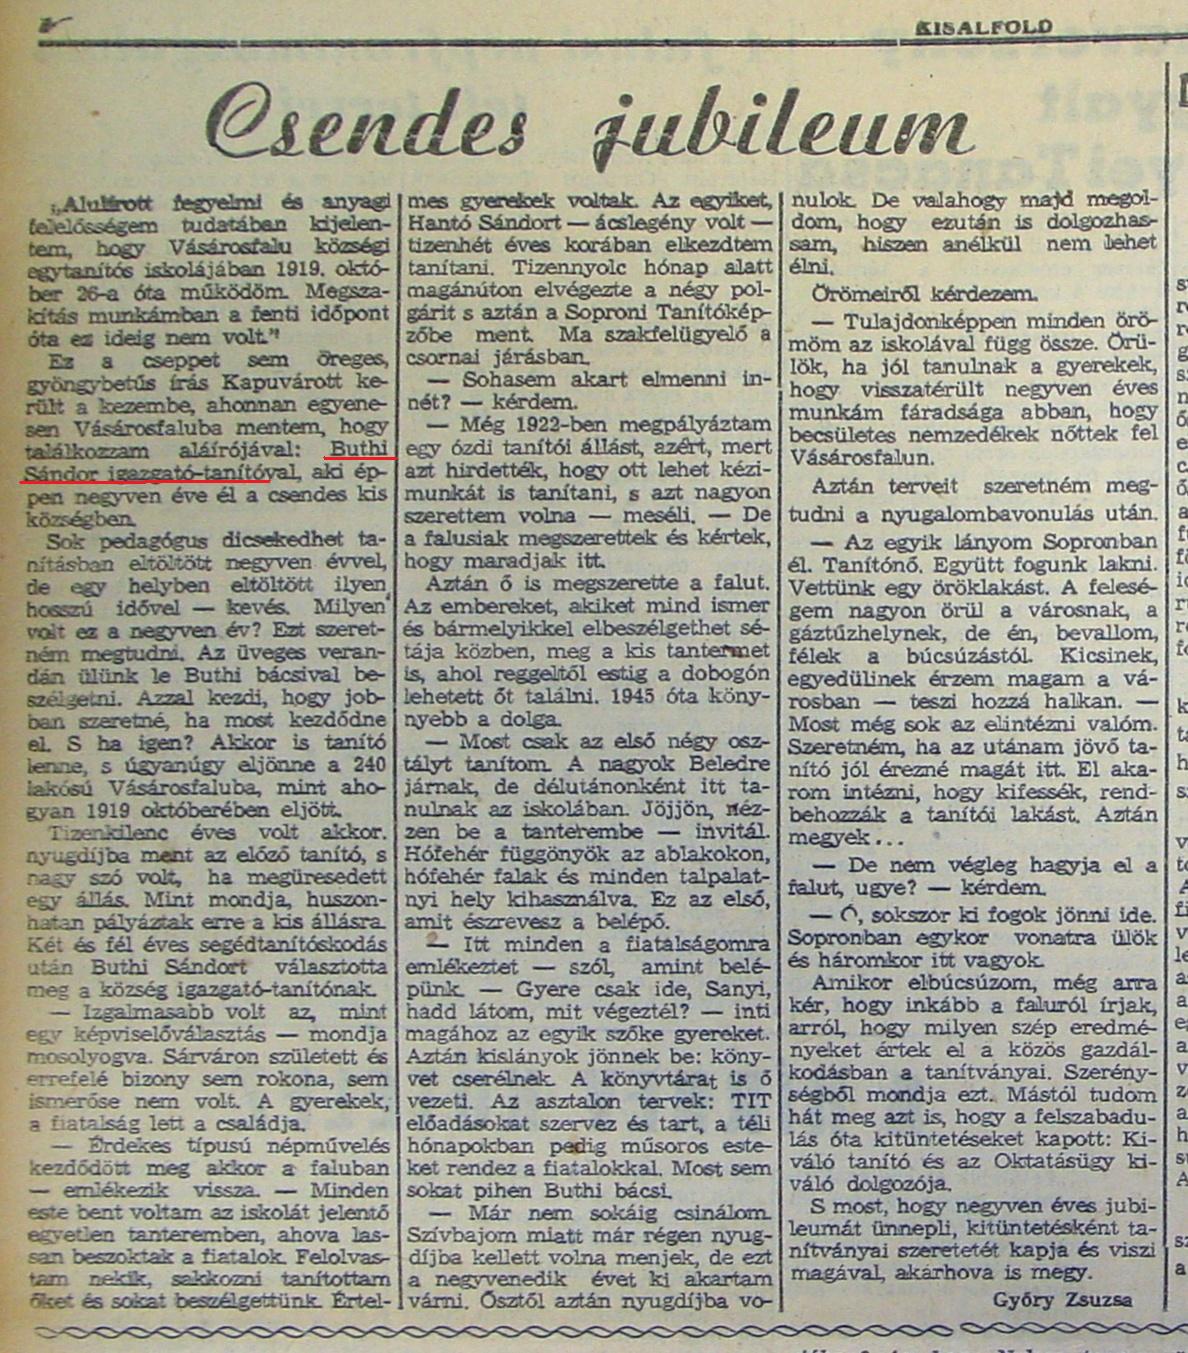 KISALFOLD
Csendes jubileum
„Alulírott fegyelmi és anyagi
felelősségem tudatában kijelen-
tem, hogy Vásárosfalu községi
egytanítós iskolájában 1919. októ-
ber 26-a óta működöm. Megsza-
kítás munkámban a fenti időpont
óta ez ideig nem volt."
Ez a cseppet sem öreges,
gyöngybetűs írás Kapuvárott ke-
rült a kezembe, ahonnan egyene-
sen Vásárosfaluba mentem, hogy
találkozzam aláírójával: Buthi
Sándor igazgató-tanítóval, aki ép-
pen negyven éve él a csendes kis
községben.
Sok pedagógus dicsekedhet ta-
nításban eltöltött negyven évvel,
de egy helyben eltöltött ilyen
hosszú idővel — kevés. Milyen
volt ez a negyven év? Ezt szeret-
ném megtudni. Az üveges veran-
dán ülünk le Buthi bácsival be-
szélgetni. Azzal kezdi, hogy job-
ban szeretné, ha most kezdődne
el. S ha igen? Akkor is tanító
lenne, s úgyanúgy eljönne a 240
lakósú Vásárosfaluba, mint aho-
gyan 1919 októberében eljött.
Tizenkilenc éves volt akkor.
nyugdíjba ment az előző tanító, s
nagy szó volt, ha megüresedett
egy állás. Mint mondja, huszon-
hatan pályáztak erre a kis állásra.
Két és fél éves segédtanítóskodás
után Buthi Sándort választotta
meg a község igazgató-tanítónak.
— Izgalmasabb volt az, mint
egy képviselőválasztás — mondja
mosolyogva. Sárváron született és
errefelé bizony sem rokona, sem
ismerőse nem volt. A gyerekek,
a fiatalság lett a családja.
— Érdekes típusú népművelés
kezdődött meg akkor a faluban
— emlékezik vissza. — Minden
este bent voltam az iskolát jelentő
egyetlen tanteremben, ahova las-
san beszoktak a fiatalok. Felolvas-
tam nekik, sakkozni tanítottam
őket és sokat beszélgettünk. Értel-
mes gyerekek voltak. Az egyiket,
Hantó Sándort — ácslegény volt —
tizenhét éves korában elkezdtem
tanítani. Tizennyolc hónap alatt
magánúton elvégezte a négy pol-
gárit s aztán a Soproni Tanítókép-
zőbe ment. Ma szakfelügyelő a
csornai járásban.
— Sohasem akart elmenni in-
nét? — kérdem.
— Még 1922-ben megpályáztam
egy ózdi tanítói állást, azért, mert
azt hirdették, hogy ott lehet kézi-
munkát is tanítani, s azt nagyon
szerettem volna — meséli. — De
a falusiak megszerettek és kértek,
hogy maradjak itt.
Aztán ő is megszerette a falut.
Az embereket, akiket mind ismer
és bármelyikkel elbeszélgethet sé-
tája közben, meg a kis tantermet
is, ahol reggeltől estig a dobogón
lehetett őt találni. 1945 óta köny-
nyebb a dolga.
— Most csak az első négy osz-
tályt tanítom. A nagyok Beledre
járnak, de délutánonként itt ta-
nulnak az iskolában. Jöjjön, néz-
zen be a tanterembe — invitál.
Hófehér függönyök az ablakokon,
hófehér falak és minden talpalat-
nyi hely kihasználva. Ez az első,
amit észrevesz a belépő.
— Itt minden a fiatalságomra
emlékeztet — szól, amint belé-
pünk. — Gyere csak ide, Sanyi,
hadd látom, mit végeztél? — inti
magához az egyik szőke gyereket.
Aztán kislányok jönnek be: köny-
vet cserélnek. A könyvtárat is ő
vezeti. Az asztalon tervek: TIT
előadásokat szervez és tart, a téli
hónapokban pedig műsoros este-
ket rendez a fiatalokkal. Most sem
sokat pihen Buthi bácsi.
— Már nem sokáig csinálom.
Szívbajom miatt már régen nyug-
díjba kellett volna menjek, de ezt
a negyvenedik évet ki akartam
várni. Ősztől aztán nyugdíjba vo-
nulok. De valahogy majd megol-
dom, hogy ezután is dolgozhas-
sam, hiszen anélkül nem lehet
élni.
Örömeiről kérdezem.
— Tulajdonképpen minden örö-
möm az iskolával függ össze. Örü-
lök, ha jól tanulnak a gyerekek,
hogy visszatérült negyven éves
munkám fáradsága abban, hogy
becsületes nemzedékek nőttek fel
Vásárosfalun.
Aztán terveit szeretném meg-
tudni a nyugalombavonulás után.
— Az egyik lányom Sopronban
él. Tanítónő. Együtt fogunk lakni.
Vettünk egy öröklakást. A felesé-
gem nagyon örül a városnak, a
gáztűzhelynek, de én, bevallom,
félek a búcsúzástól. Kicsinek,
egyedülinek érzem magam a vá-
rosban — teszi hozzá halkan. —
Most még sok az elintézni valóm.
Szeretném, ha az utánam jövő ta-
nító jól érezné magát itt. El aka-
rom intézni, hogy kifessék, rend-
behozzák a tanítói lakást. Aztán
megyek...
— De nem végleg hagyja el a
falut, ugye? — kérdem.
— Ó, sokszor ki fogok jönni ide.
Sopronban egykor vonatra ülök
és háromkor itt vagyok.
Amikor elbúcsúzom, még arra
kér, hogy inkább a faluról írjak,
arról, hogy milyen szép eredmé-
nyeket értek el a közös gazdál-
kodásban a tanítványai. Szerény-
ségből mondja ezt. Mástól tudom
hát meg azt is, hogy a felszabadu-
lás óta kitüntetéseket kapott: Ki-
váló tanító és az Oktatásügy ki-
váló dolgozója.
S most, hogy negyven éves jubi-
leumát ünnepli, kitüntetésként ta-
nítványai szeretetét kapja és viszi
magával, akárhova is megy.
Győry Zsuzsa